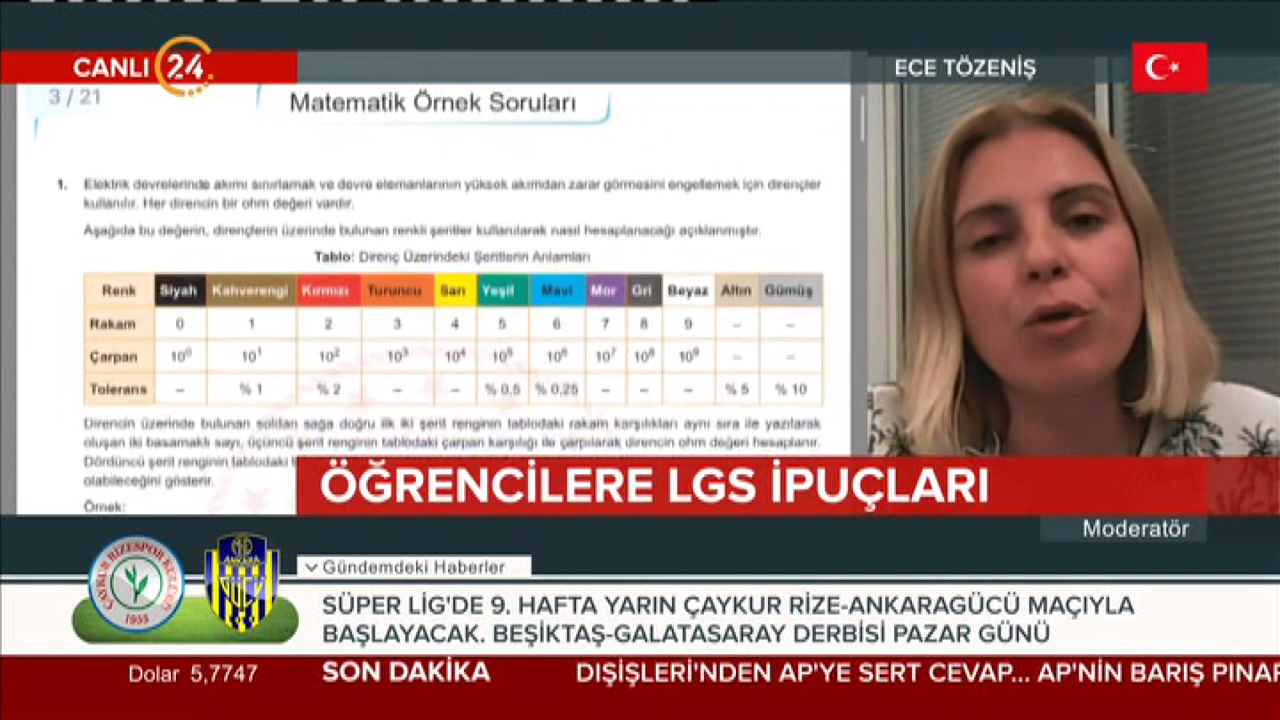 CANLI 24
ECE TÖZENİŞ
3 / 21
Matematik Örnek Soruları
1. Elektrik devrelerinde akımı sınırlamak ve devre elemanlarının yüksek akımdan zarar görmesini engellemek için dirençler
kullanılır. Her direncin bir ohm değeri vardır.
Aşağıda bu değerin, dirençlerin üzerinde bulunan renkli şeritler kullanılarak nasıl hesaplanacağı açıklanmıştır.
Tablo: Direnç Üzerindeki Şeritlerin Anlamları
Renk Siyah Kahverengi Kırmızı Turuncu Sarı Yeşil Mavi Mor Gri Beyaz Altın Gümüş
Rakam 0 1 2 3 4 5 6 7 8 9 – –
Çarpan 10⁰ 10¹ 10² 10³ 10⁴ 10⁵ 10⁶ 10⁷ 10⁸ 10⁹ – –
Tolerans – % 1 % 2 – – % 0,5 % 0,25 – – – % 5 % 10
Direncin üzerinde bulunan soldan sağa doğru ilk iki şerit renginin tablodaki rakam karşılıkları aynı sıra ile yazılarak
oluşan iki basamaklı sayı, üçüncü şerit renginin tablodaki çarpan karşılığı ile çarpılarak direncin ohm değeri hesaplanır.
Dördüncü şerit renginin tablodaki
olabileceğini gösterir.
Örnek:
ÖĞRENCİLERE LGS İPUÇLARI
Moderatör
Gündemdeki Haberler
ÇAYKUR RİZESPOR KULÜBÜ
1953
ANKARA
GÜCÜ
SÜPER LİG'DE 9. HAFTA YARIN ÇAYKUR RİZE-ANKARAGÜCÜ MAÇIYLA
BAŞLAYACAK. BEŞİKTAŞ-GALATASARAY DERBİSİ PAZAR GÜNÜ
Dolar 5,7747
SON DAKİKA
DIŞİŞLERİ'NDEN AP'YE SERT CEVAP... AP'NİN BARIŞ PINAR